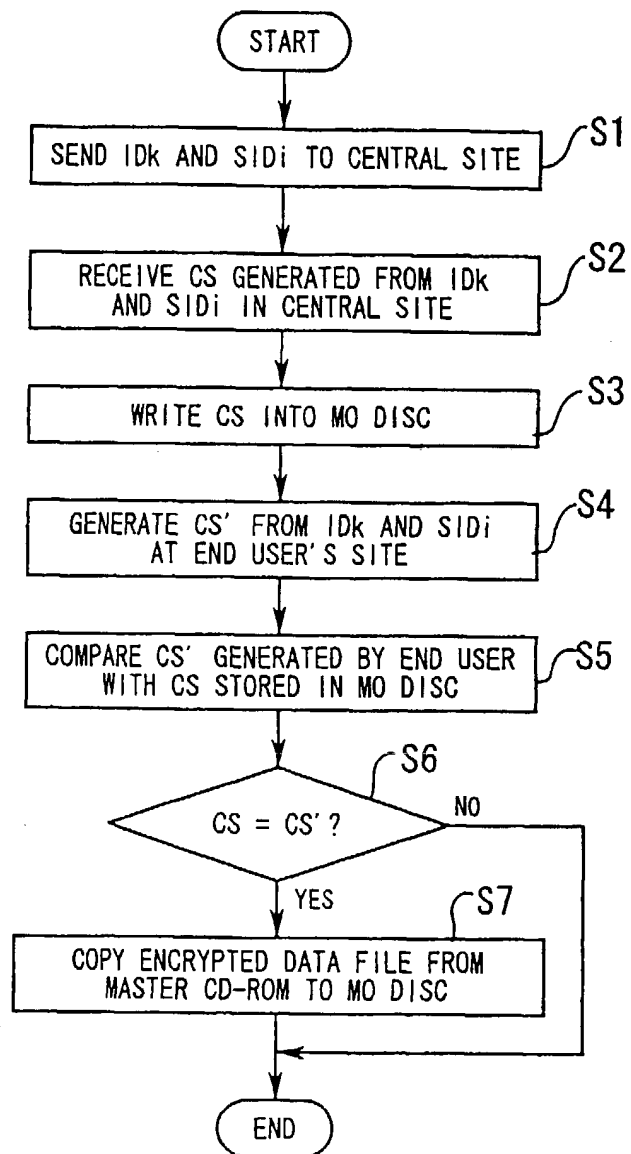 START
S1
SEND IDk AND SIDi TO CENTRAL SITE
S2
RECEIVE CS GENERATED FROM IDk
AND SIDi IN CENTRAL SITE
S3
WRITE CS INTO MO DISC
S4
GENERATE CS' FROM IDk AND SIDi
AT END USER'S SITE
S5
COMPARE CS' GENERATED BY END USER
WITH CS STORED IN MO DISC
S6
CS = CS'?
NO
YES
S7
COPY ENCRYPTED DATA FILE FROM
MASTER CD-ROM TO MO DISC
END